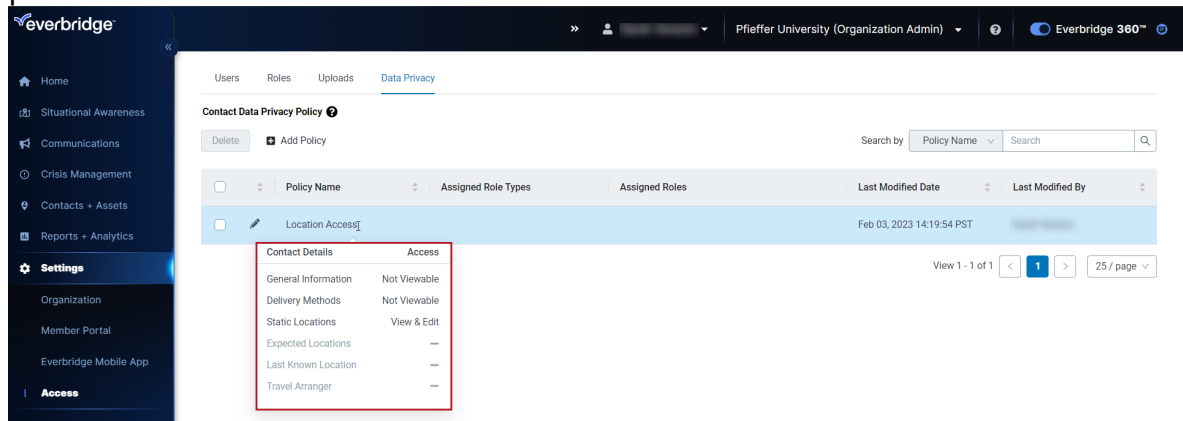 everbridge
»
Pfieffer University (Organization Admin)
Everbridge 360™
«
Home
Situational Awareness
Communications
Crisis Management
Contacts + Assets
Reports + Analytics
Settings
Organization
Member Portal
Everbridge Mobile App
Access
Users Roles Uploads Data Privacy
Contact Data Privacy Policy ?
Delete Add Policy Search by Policy Name Search
Policy Name Assigned Role Types Assigned Roles Last Modified Date Last Modified By
Location Access Feb 03, 2023 14:19:54 PST
Contact Details Access
General Information Not Viewable
Delivery Methods Not Viewable
Static Locations View & Edit
Expected Locations –
Last Known Location –
Travel Arranger –
View 1 - 1 of 1 < 1 > 25 / page